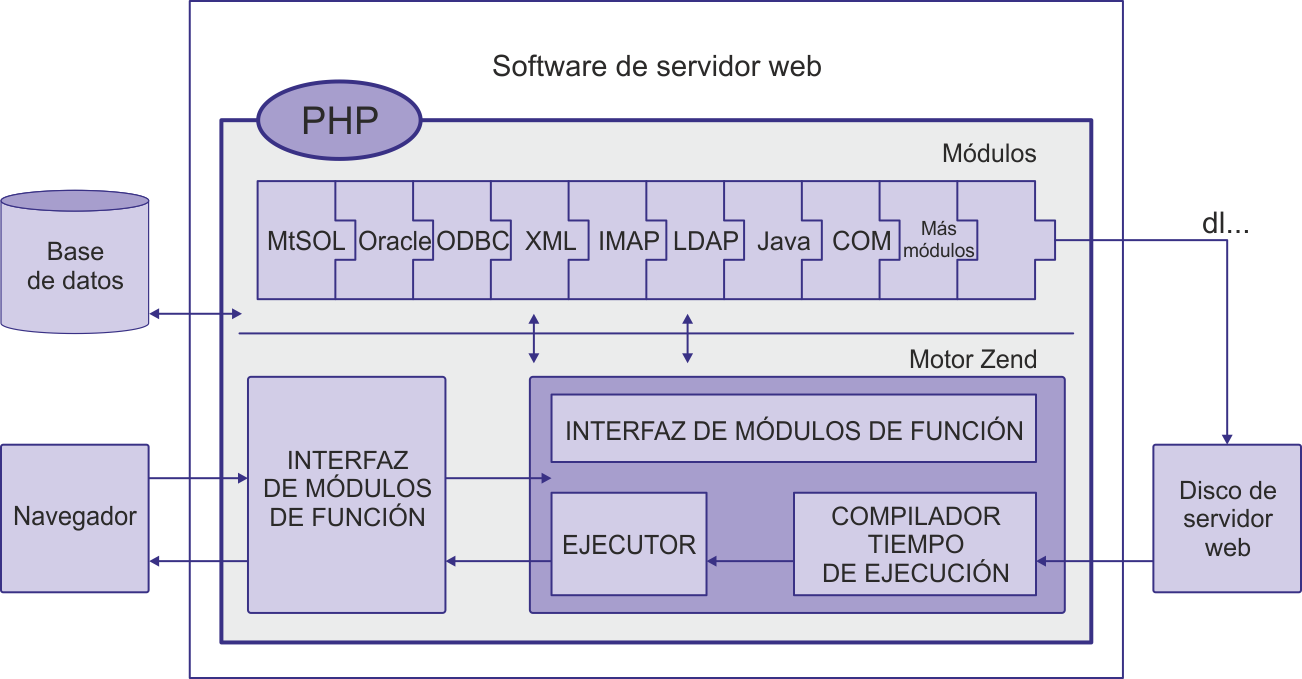 Software de servidor web
PHP
Módulos
MtSOL
Oracle
ODBC
XML
IMAP
LDAP
Java
COM
Más
módulos
dl...
Base
de datos
Motor Zend
INTERFAZ DE MÓDULOS DE FUNCIÓN
INTERFAZ
DE MÓDULOS
DE FUNCIÓN
Navegador
EJECUTOR
COMPILADOR
TIEMPO
DE EJECUCIÓN
Disco de
servidor
web